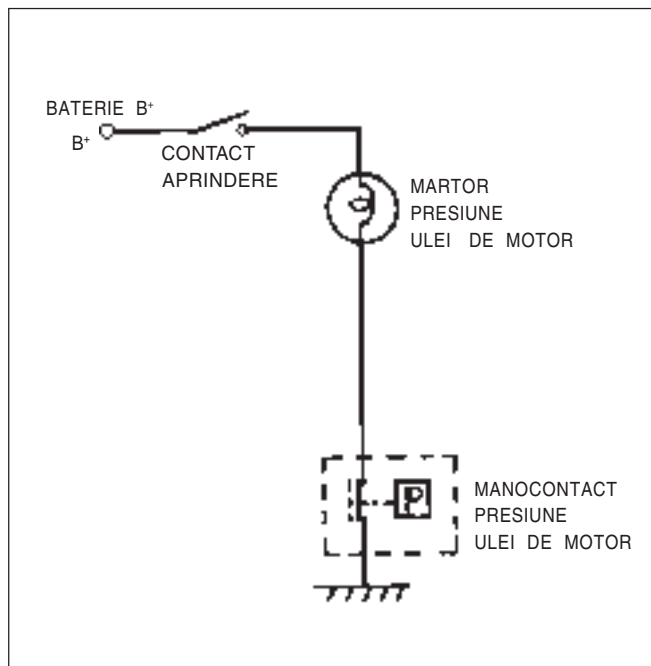 BATERIE B⁺
B⁺
CONTACT
APRINDERE
MARTOR
PRESIUNE
ULEI DE MOTOR
P
MANOCONTACT
PRESIUNE
ULEI DE MOTOR